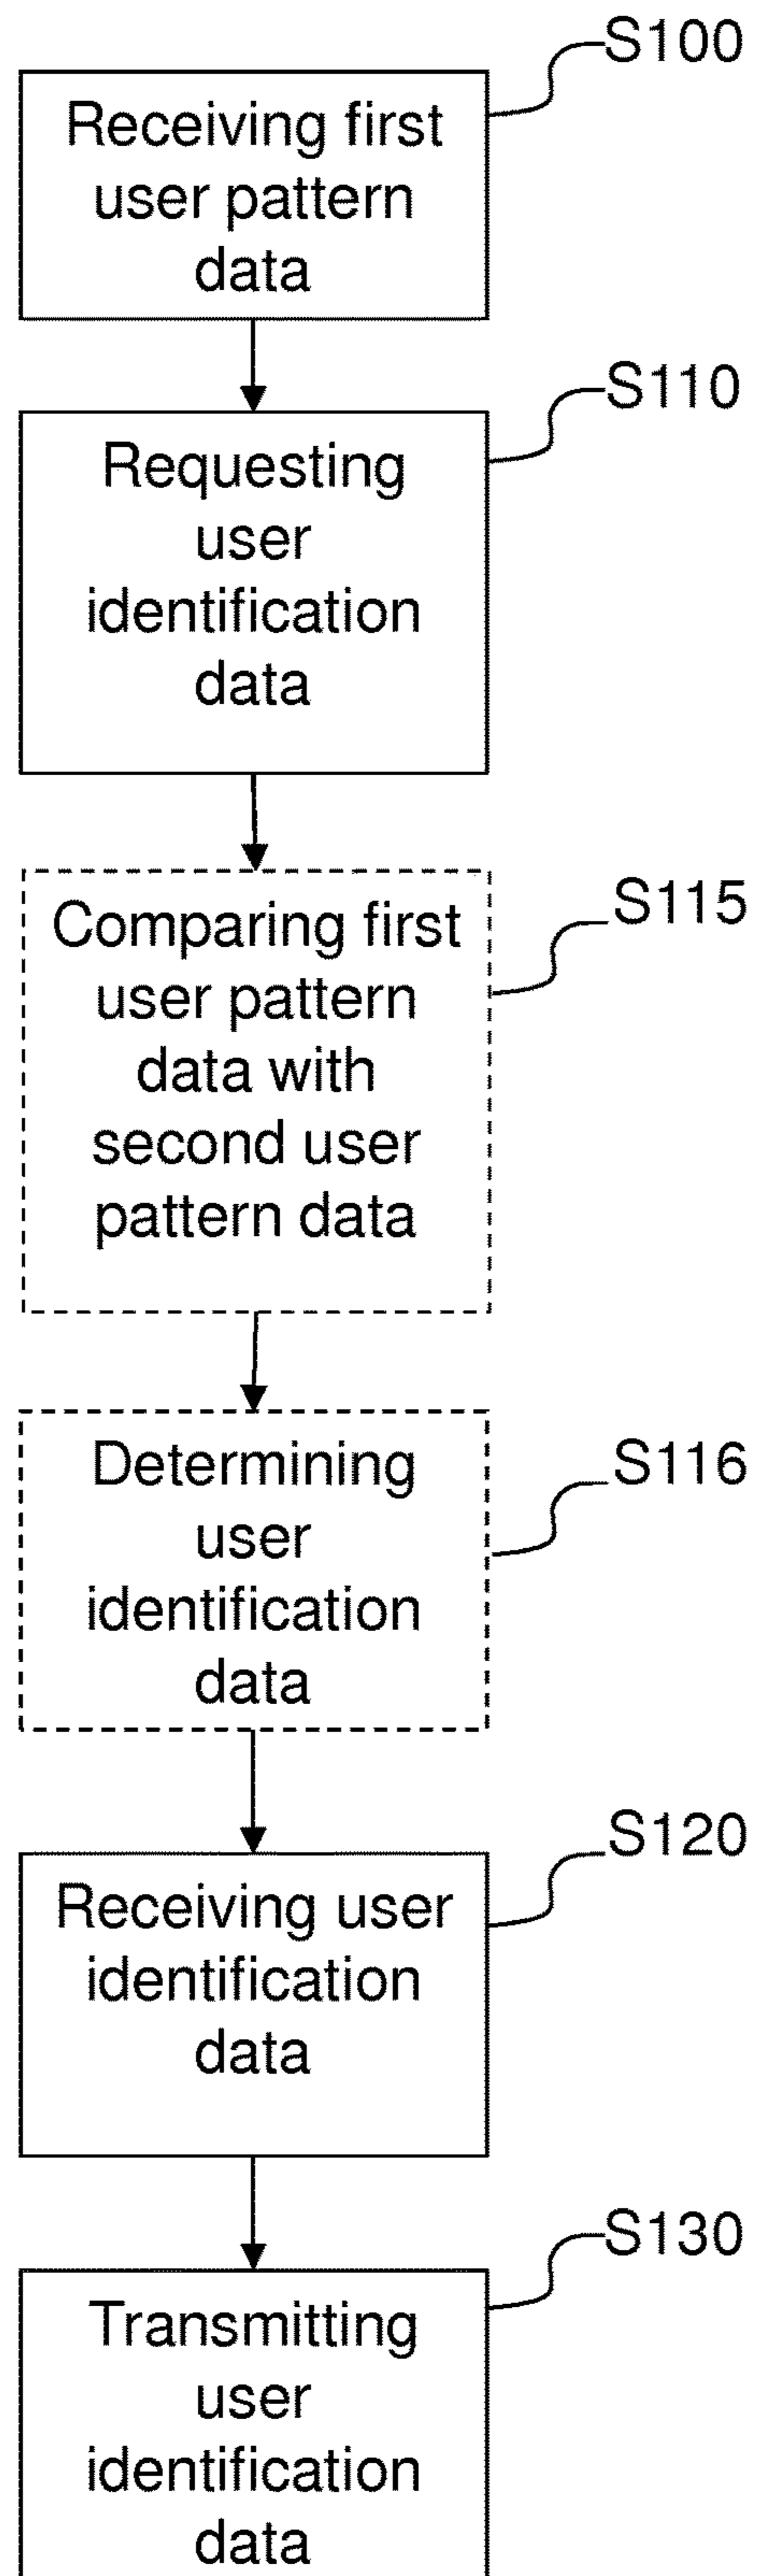 S100
Receiving first
user pattern
data
S110
Requesting
user
identification
data
S115
Comparing first
user pattern
data with
second user
pattern data
S116
Determining
user
identification
data
S120
Receiving user
identification
data
S130
Transmitting
user
identification
data